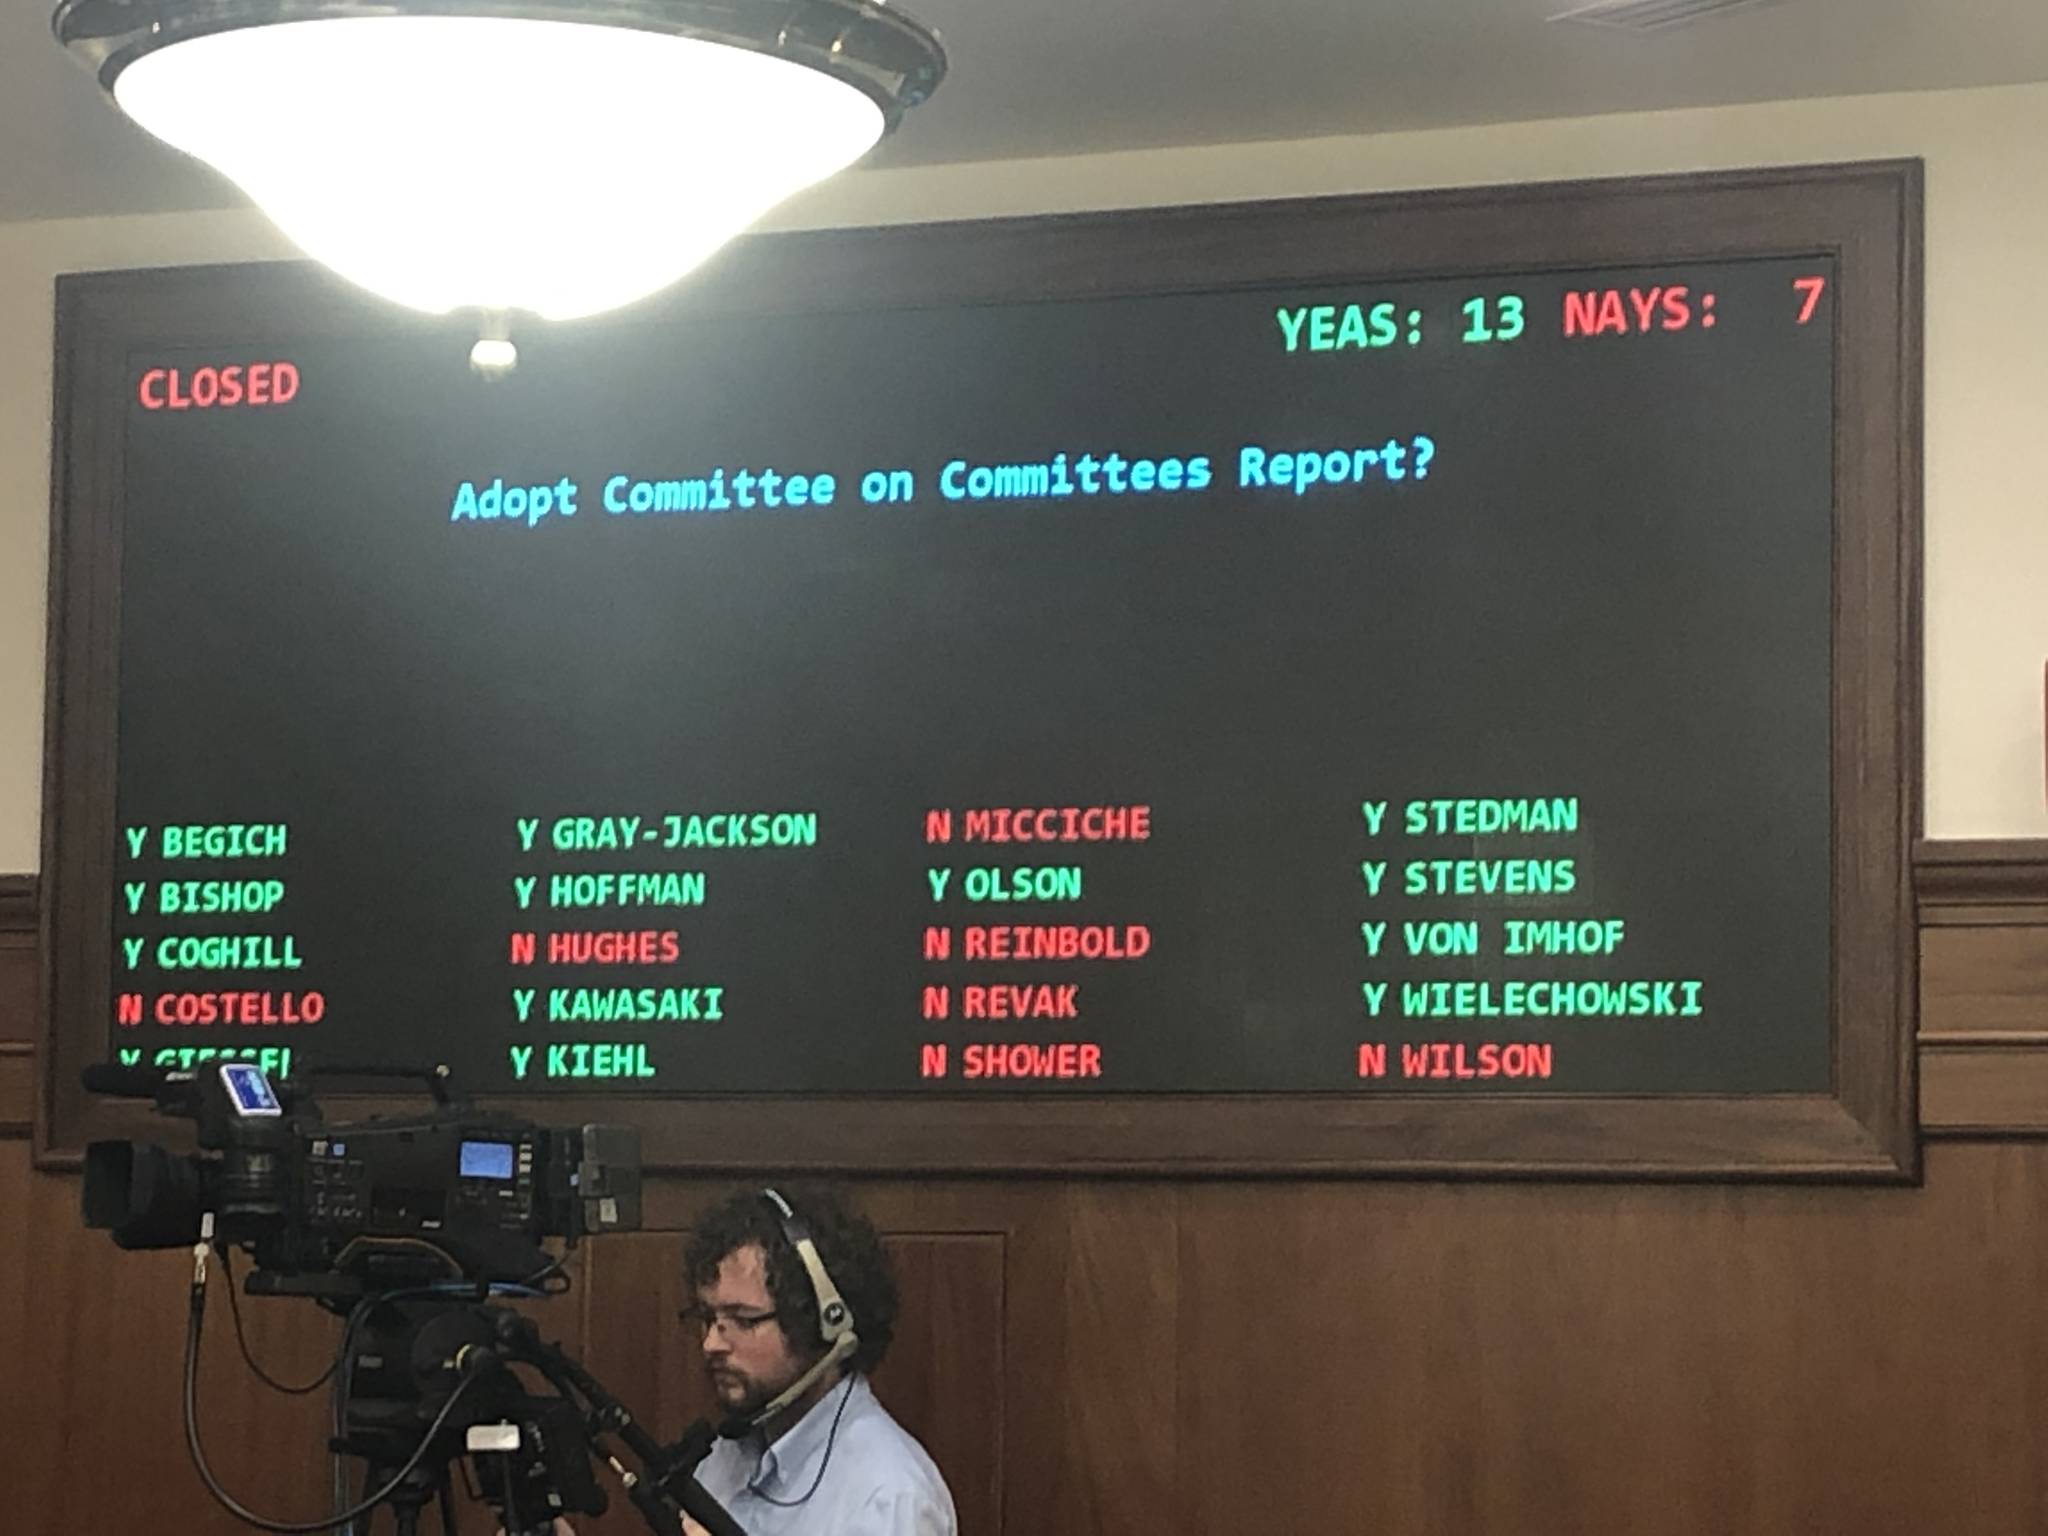 YEAS: 13 NAYS: 7
CLOSED
Adopt Committee on Committees Report?
Y BEGICH
Y BISHOP
Y COGHILL
N COSTELLO
Y GIESSEL
Y GRAY-JACKSON
Y HOFFMAN
N HUGHES
Y KAWASAKI
Y KIEHL
N MICCICHE
Y OLSON
N REINBOLD
N REVAK
N SHOWER
Y STEDMAN
Y STEVENS
Y VON IMHOF
Y WIELECHOWSKI
N WILSON